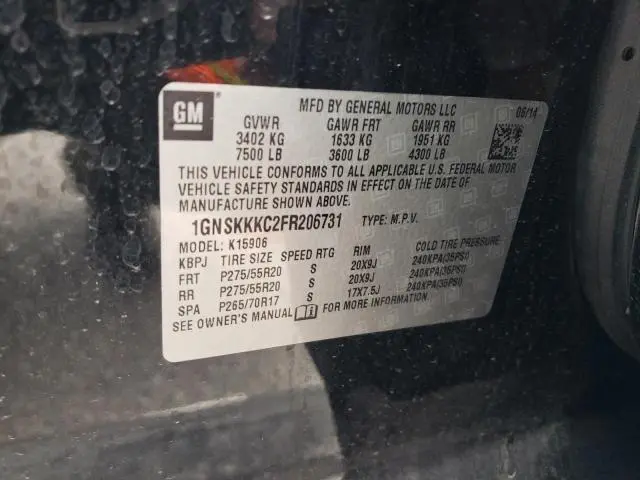 GM
MFD BY GENERAL MOTORS LLC 06/14
GVWR GAWR FRT GAWR RR
3402 KG 1633 KG 1951 KG
7500 LB 3600 LB 4300 LB
THIS VEHICLE CONFORMS TO ALL APPLICABLE U.S. FEDERAL MOTOR
VEHICLE SAFETY STANDARDS IN EFFECT ON THE DATE OF
MANUFACTURE SHOWN ABOVE.
1GNSKKKC2FR206731 TYPE: M.P.V.
MODEL: K15906
KBPJ TIRE SIZE SPEED RTG RIM COLD TIRE PRESSURE
FRT P275/55R20 S 20X9J 240KPA(35PSI)
RR P275/55R20 S 20X9J 240KPA(35PSI)
SPA P265/70R17 S 17X7.5J 240KPA(35PSI)
SEE OWNER'S MANUAL FOR MORE INFORMATION.